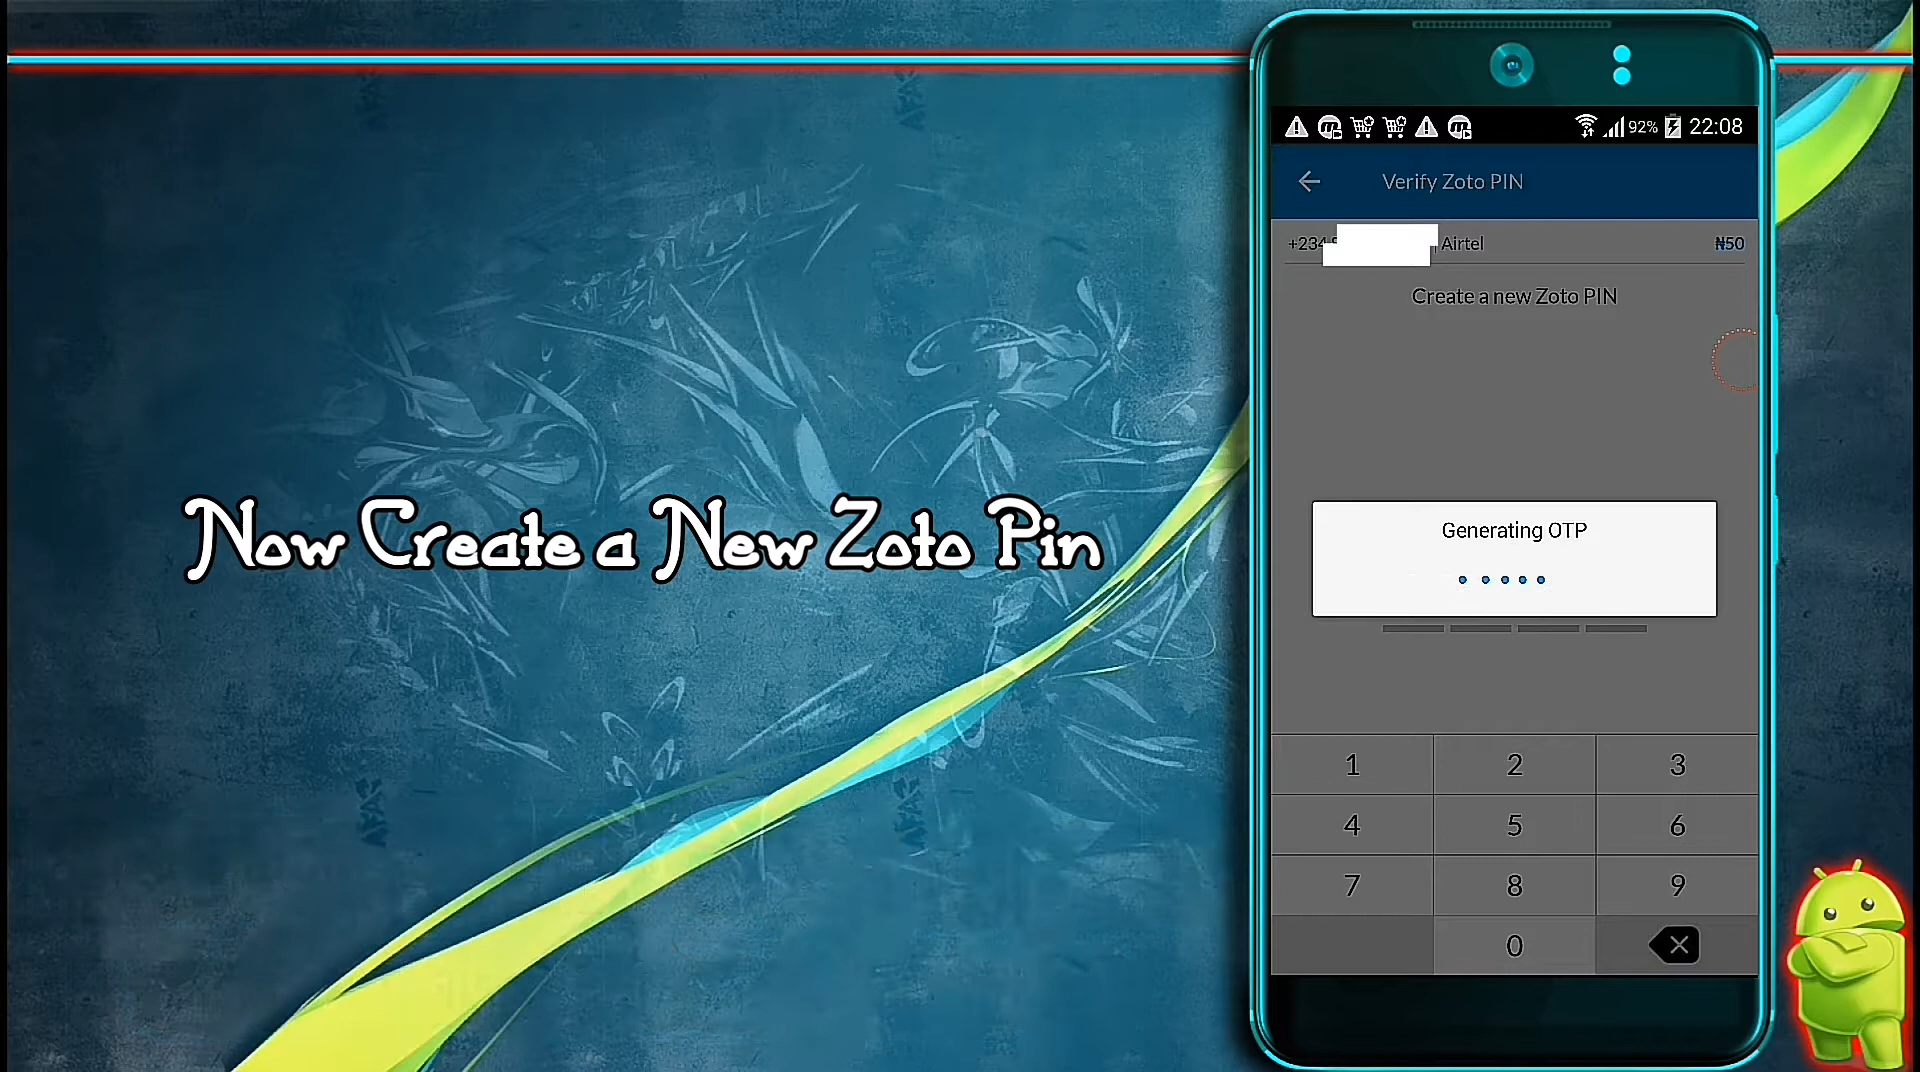 92% 22:08
Verify Zoto PIN
+234 Airtel ₦50
Create a new Zoto PIN
Now Create a New Zoto Pin
Generating OTP
1 2 3
4 5 6
7 8 9
0